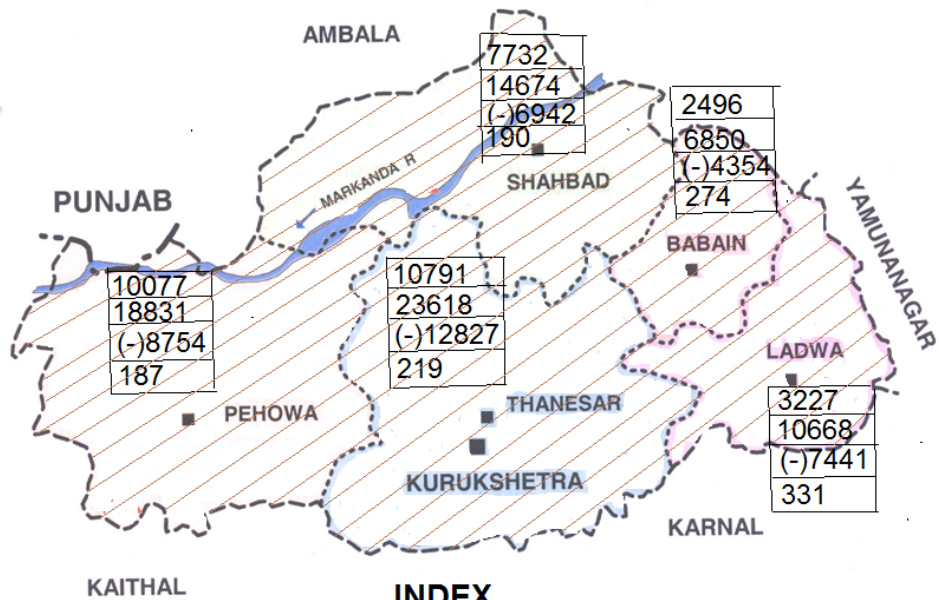 AMBALA
7732
14674
(-)6942
190
SHAHBAD
2496
6850
(-)4354
274
MARKANDA R
PUNJAB
YAMUNANAGAR
BABAIN
10077
18831
(-)8754
187
10791
23618
(-)12827
219
LADWA
3227
10668
(-)7441
331
PEHOWA
THANESAR
KURUKSHETRA
KARNAL
KAITHAL
INDEX